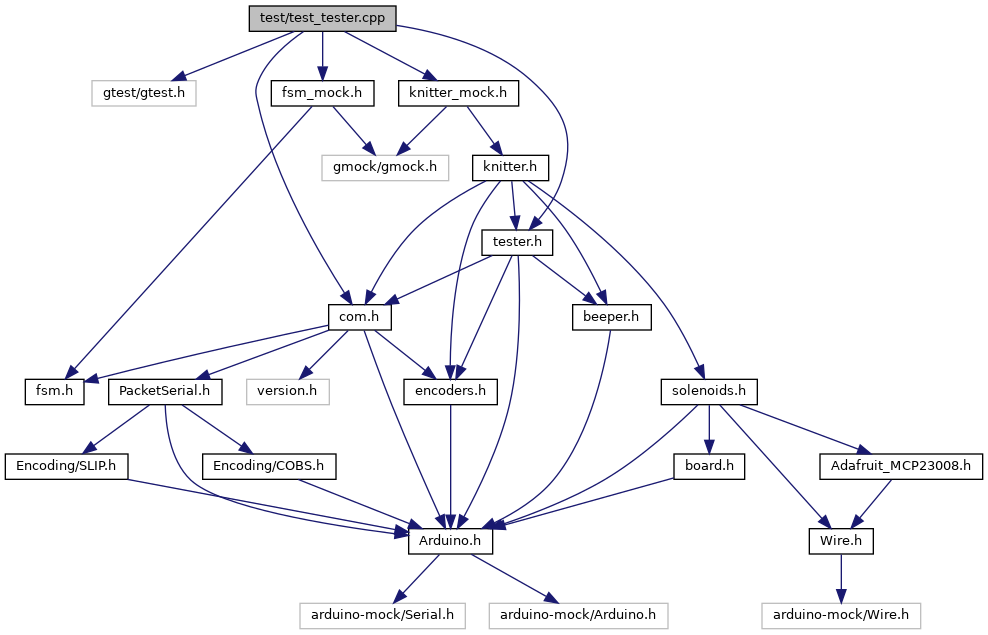 test/test_tester.cpp
gtest/gtest.h
fsm_mock.h
knitter_mock.h
gmock/gmock.h
knitter.h
tester.h
com.h
beeper.h
fsm.h
PacketSerial.h
version.h
encoders.h
solenoids.h
Encoding/SLIP.h
Encoding/COBS.h
board.h
Adafruit_MCP23008.h
Arduino.h
Wire.h
arduino-mock/Serial.h
arduino-mock/Arduino.h
arduino-mock/Wire.h